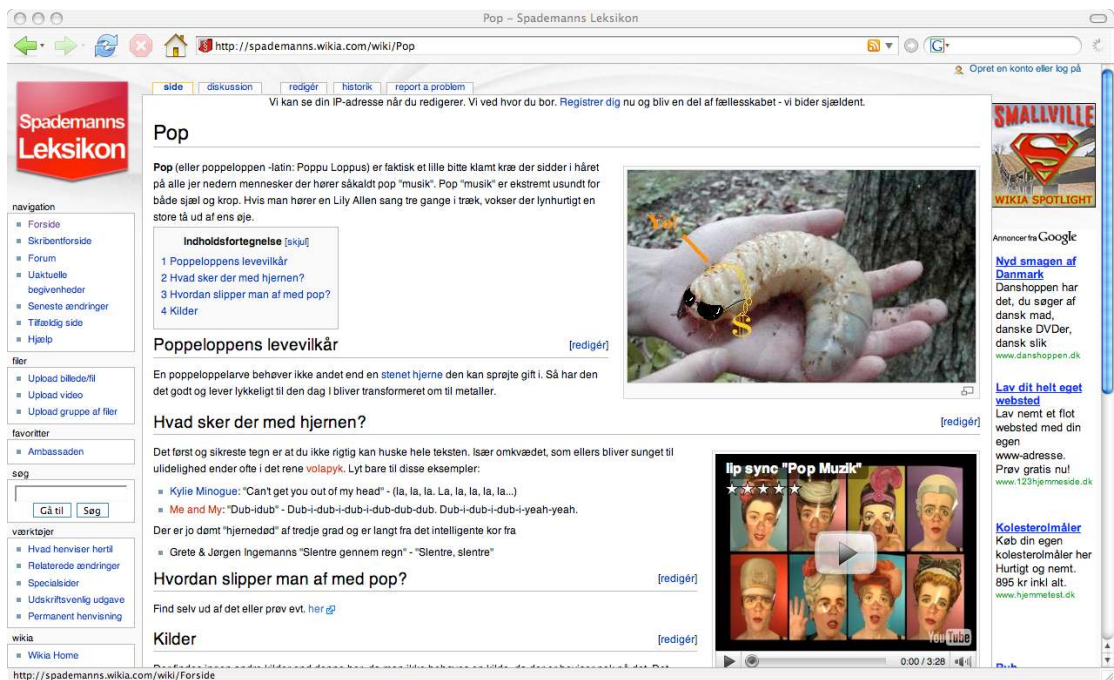 Pop – Spademanns Leksikon
http://spademanns.wikia.com/wiki/Pop
G
Opret en konto eller log på
side diskussion redigér historik report a problem
Vi kan se din IP-adresse når du redigerer. Vi ved hvor du bor. Registrer dig nu og bliv en del af fællesskabet - vi bider sjældent.
Spademanns
Leksikon
navigation
Forside
Skribentforside
Forum
Uaktuelle
begivenheder
Seneste ændringer
Tilfældig side
Hjælp
filer
Upload billede/fil
Upload video
Upload gruppe af filer
favoritter
Ambassaden
søg
Gå til Søg
værktøjer
Hvad henviser hertil
Relaterede ændringer
Specialsider
Udskriftsvenlig udgave
Permanent henvisning
wikia
Wikia Home
Pop
Pop (eller poppeloppen -latin: Poppu Loppus) er faktisk et lille bitte klamt kræ der sidder i håret
på alle jer nedern mennesker der hører såkaldt pop "musik". Pop "musik" er ekstremt usundt for
både sjæl og krop. Hvis man hører en Lily Allen sang tre gange i træk, vokser der lynhurtigt en
store tå ud af ens øje.
Indholdsfortegnelse [skjul]
1 Poppeloppens levevilkår
2 Hvad sker der med hjernen?
3 Hvordan slipper man af med pop?
4 Kilder
Yo!
$
Poppeloppens levevilkår [redigér]
En poppeloppelarve behøver ikke andet end en stenet hjerne den kan sprøjte gift i. Så har den
det godt og lever lykkeligt til den dag I bliver transformeret om til metaller.
Hvad sker der med hjernen? [redigér]
Det først og sikreste tegn er at du ikke rigtig kan huske hele teksten. Især omkvædet, som ellers bliver sunget til
ulidelighed ender ofte i det rene volapyk. Lyt bare til disse eksempler:
Kylie Minogue: "Can't get you out of my head" - (la, la, la. La, la, la, la, la...)
Me and My: "Dub-idub" - Dub-i-dub-i-dub-i-dub-dub-dub. Dub-i-dub-i-dub-i-yeah-yeah.
Der er jo dømt "hjernedød" af tredje grad og er langt fra det intelligente kor fra
Grete & Jørgen Ingemanns "Slentre gennem regn" - "Slentre, slentre"
Hvordan slipper man af med pop? [redigér]
Find selv ud af det eller prøv evt. her
Kilder [redigér]
lip sync "Pop Muzik"
You Tube
0:00 / 3:28
SMALLVILLE
WIKIA SPOTLIGHT
Annoncer fra Google
Nyd smagen af
Danmark
Danshoppen har
det, du søger af
dansk mad,
danske DVDer,
dansk slik
www.danshoppen.dk
Lav dit helt eget
websted
Lav nemt et flot
websted med din
egen
www-adresse.
Prøv gratis nu!
www.123hjemmeside.dk
Kolesterolmåler
Køb din egen
kolesterolmåler her
Hurtigt og nemt.
895 kr inkl alt.
www.hjemmetest.dk
http://spademanns.wikia.com/wiki/Forside